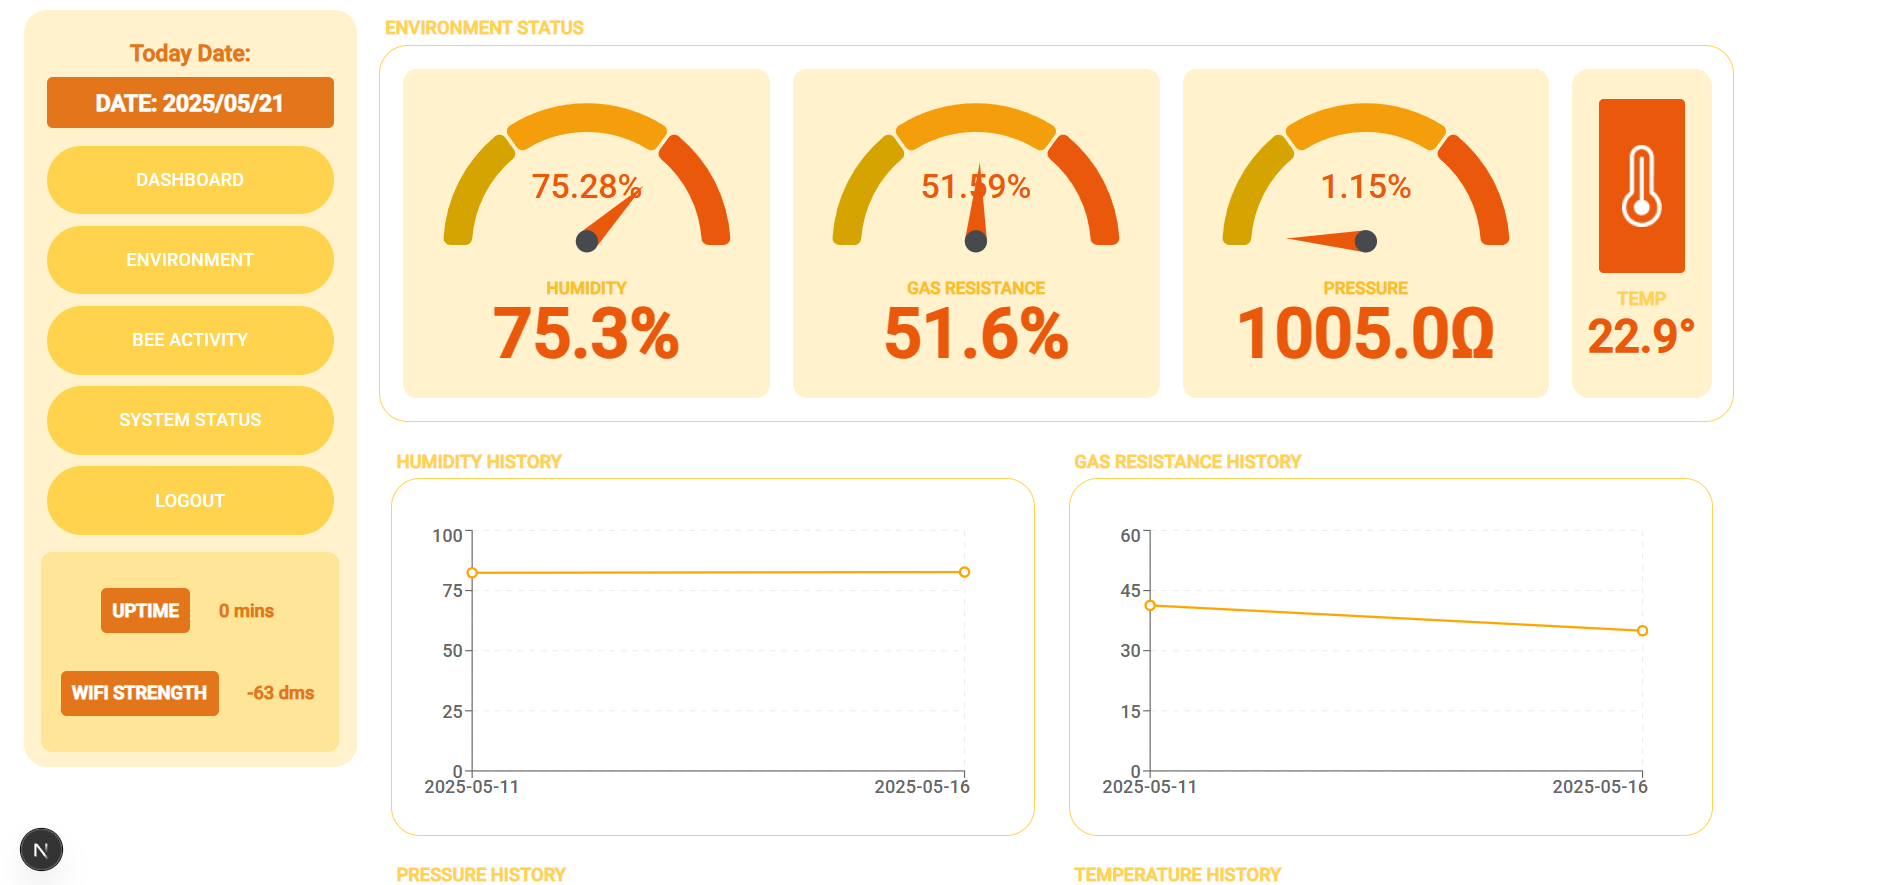 Today Date:
DATE: 2025/05/21
DASHBOARD
ENVIRONMENT
BEE ACTIVITY
SYSTEM STATUS
LOGOUT
UPTIME 0 mins
WIFI STRENGTH -63 dms
N
ENVIRONMENT STATUS
75.28%
HUMIDITY
75.3%
51.59%
GAS RESISTANCE
51.6%
1.15%
PRESSURE
1005.0Ω
TEMP
22.9°
HUMIDITY HISTORY
100
75
50
25
0
2025-05-11 2025-05-16
GAS RESISTANCE HISTORY
60
45
30
15
0
2025-05-11 2025-05-16
PRESSURE HISTORY
TEMPERATURE HISTORY